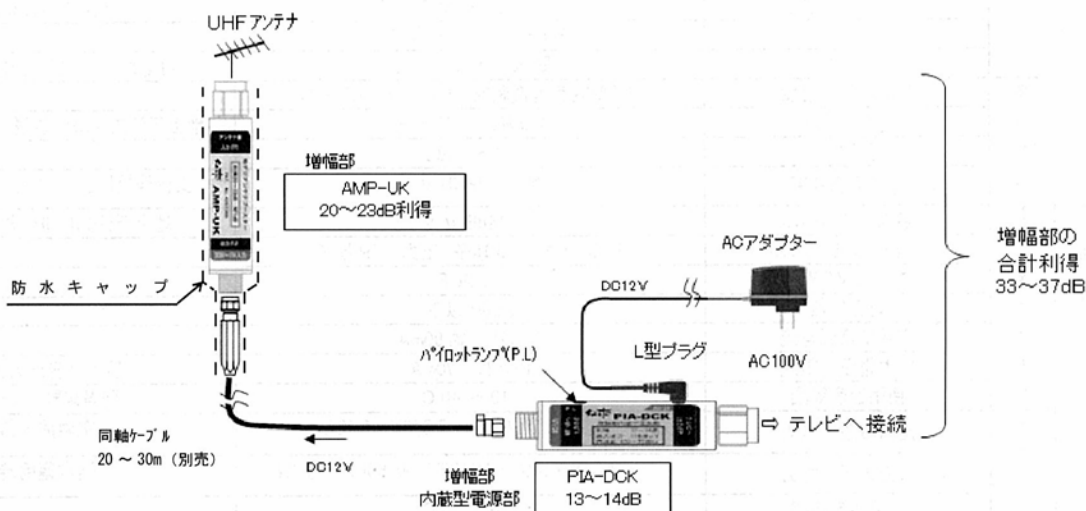 UHFアンテナ
増幅部
AMP-UK
20～23dB利得
AMP-UK
防水キャップ
同軸ケーブル
20～30m（別売）
DC12V
パイロットランプ(P.L)
DC12V
ACアダプター
L型プラグ
AC100V
PIA-DCK
⇨ テレビへ接続
増幅部
内蔵型電源部
PIA-DCK
13～14dB
増幅部の
合計利得
33～37dB